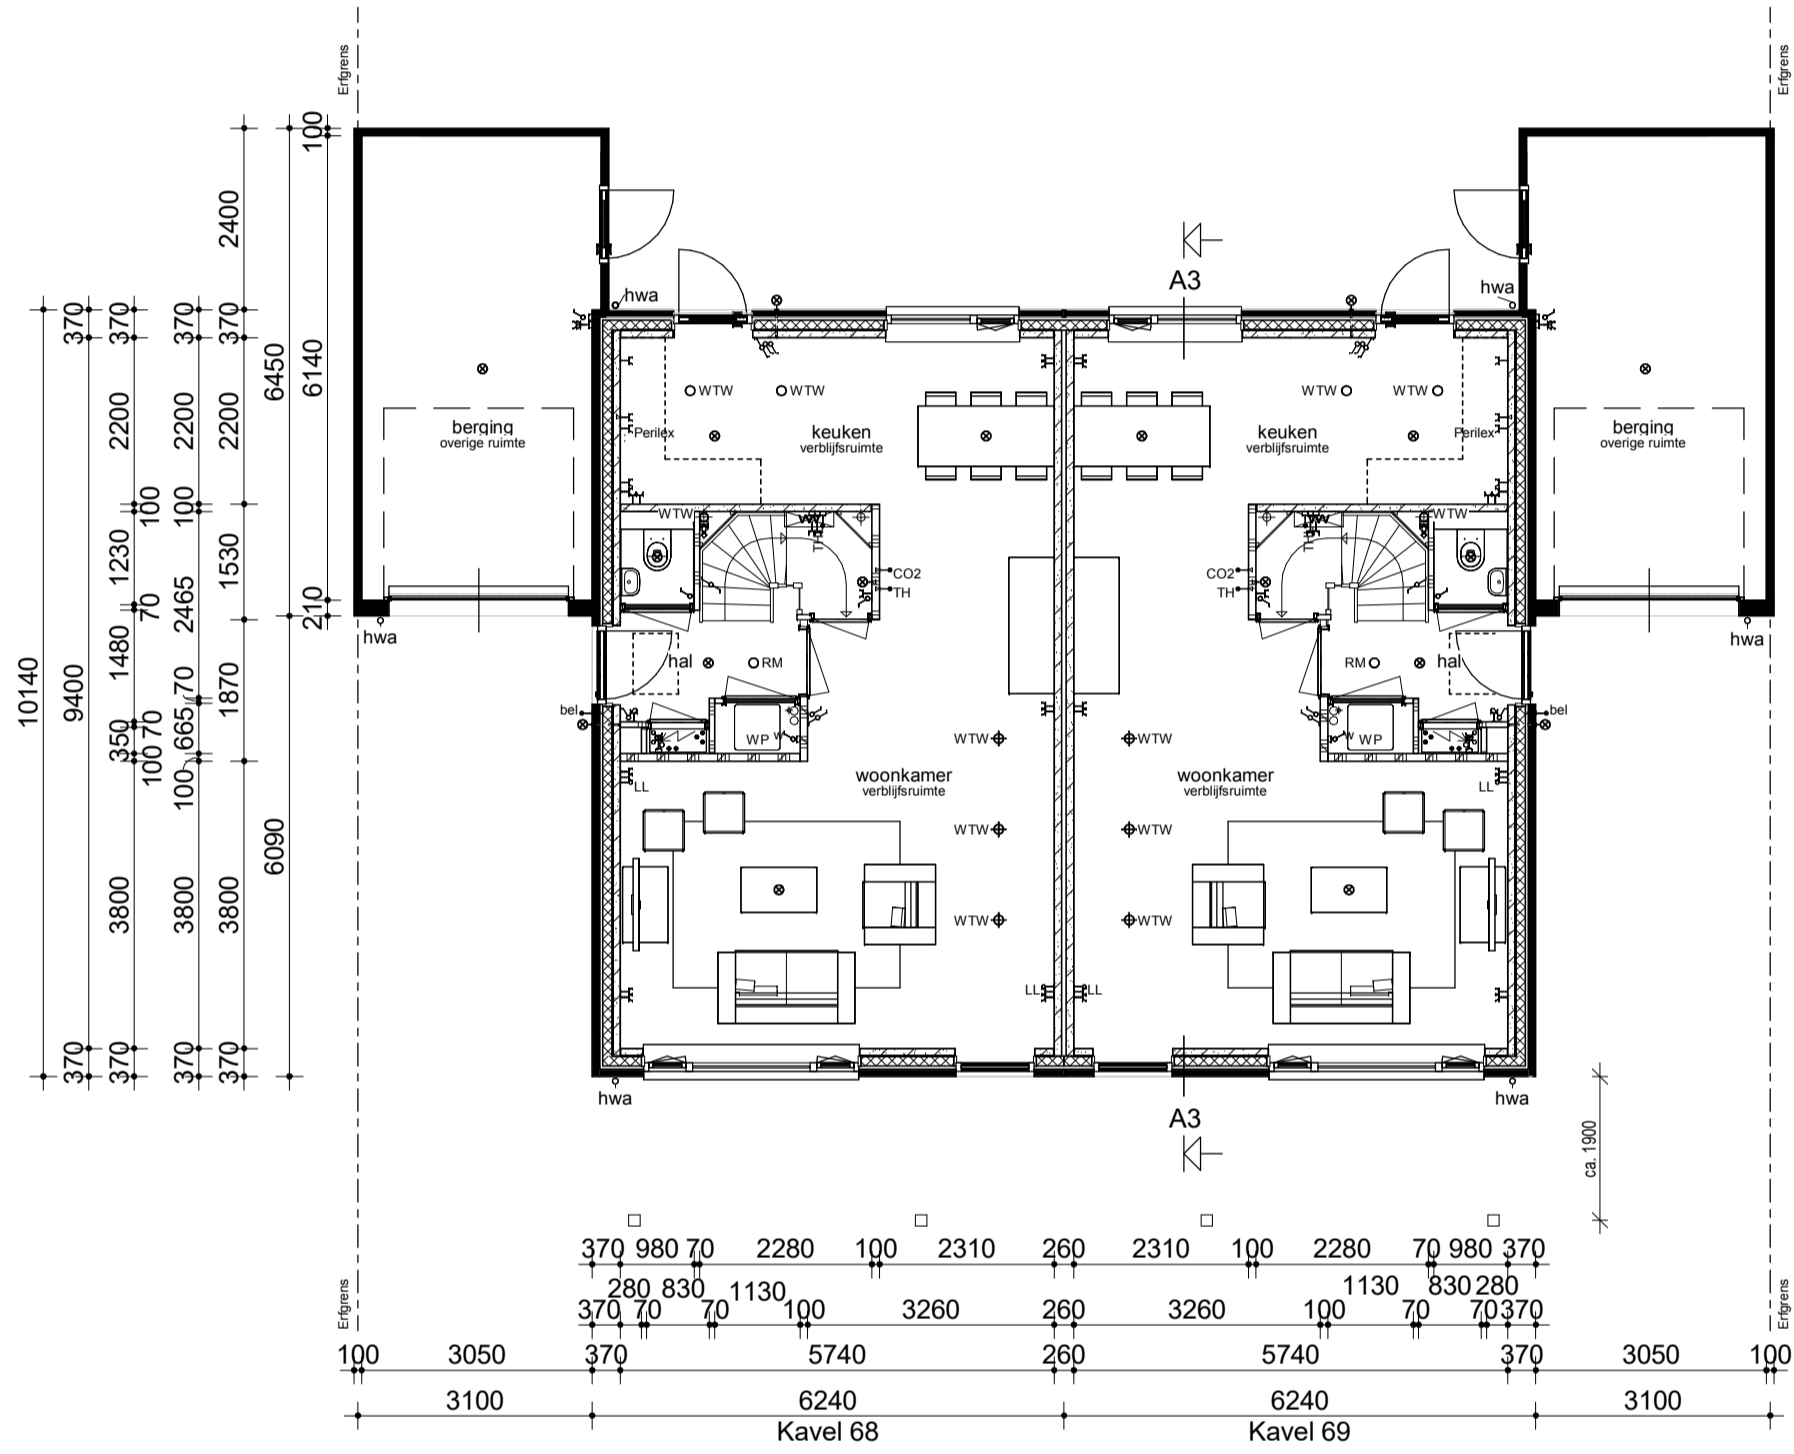 Erfgrens
Erfgrens
100
2400
370
370
370
370
6450
6140
2200
2200
2200
100
100
1230
1530
70
2465
210
1480
1870
70
10140
9400
350
70
665
100
100
6090
3800
3800
3800
370
370
370
370
hwa
hwa
A3
WTW
WTW
WTW
WTW
berging
overige ruimte
Perilex
keuken
verblijfsruimte
keuken
verblijfsruimte
Perilex
berging
overige ruimte
WTW
WTW
TH
TH
CO2
TH
CO2
TH
hwa
hwa
hal
RM
RM
hal
bel
bel
WP
W
W
WP
WTW
WTW
LL
woonkamer
verblijfsruimte
woonkamer
verblijfsruimte
LL
WTW
WTW
WTW
WTW
LL
LL
hwa
hwa
A3
ca. 1900
Erfgrens
Erfgrens
370 980 70 2280 100 2310 260 2310 100 2280 70 980 370
280 830 1130 1130 830 280
370 70 70 100 3260 260 3260 100 70 70 370
100 3050 370 5740 260 5740 370 3050 100
3100 6240 6240 3100
Kavel 68 Kavel 69